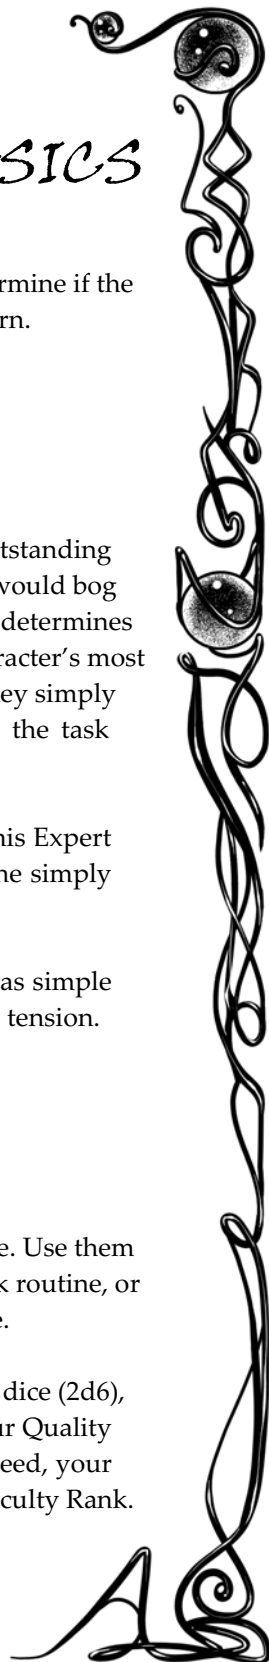 SICS
rmine if the
rn.
tstanding
would bog
determines
racter's most
ey simply
the task
his Expert
he simply
as simple
tension.
e. Use them
k routine, or
e.
dice (2d6),
ur Quality
eed, your
culty Rank.